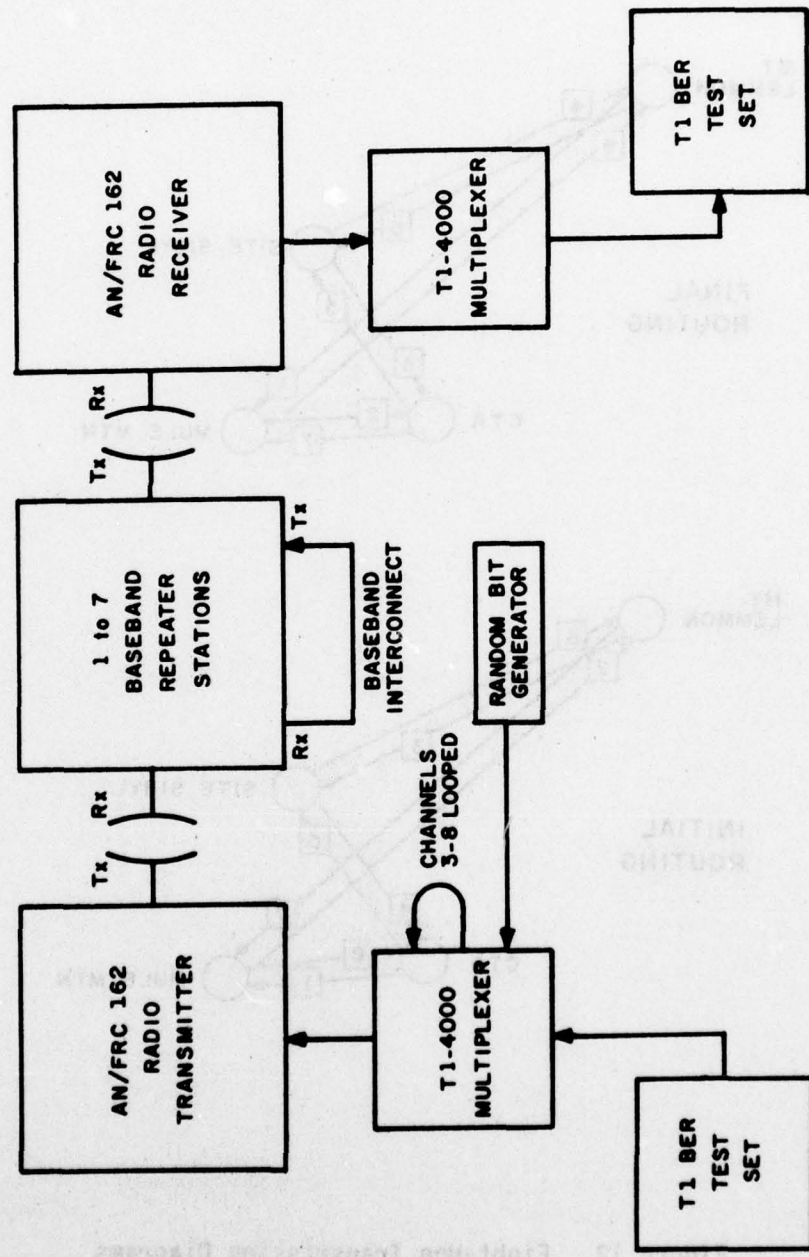 AN/FRC 162
RADIO
TRANSMITTER
Tx
Rx
1 to 7
BASEBAND
REPEATER
STATIONS
Tx
Rx
AN/FRC 162
RADIO
RECEIVER
Rx
Tx
BASEBAND
INTERCONNECT
CHANNELS
3-8 LOOPED
T1-4000
MULTIPLEXER
RANDOM BIT
GENERATOR
T1-4000
MULTIPLEXER
T1 BER
TEST
SET
T1 BER
TEST
SET